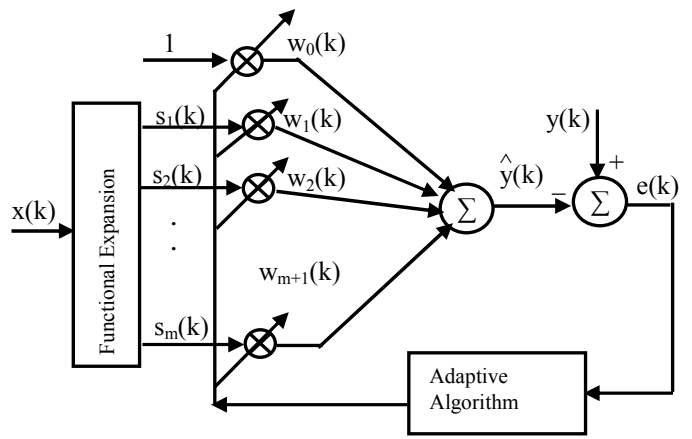 1
w₀(k)
s₁(k)
w₁(k)
s₂(k)
w₂(k)
x(k)
Functional Expansion
.
.
wₘ₊₁(k)
sₘ(k)
Σ
ŷ(k)
−
y(k)
+
Σ
e(k)
Adaptive
Algorithm